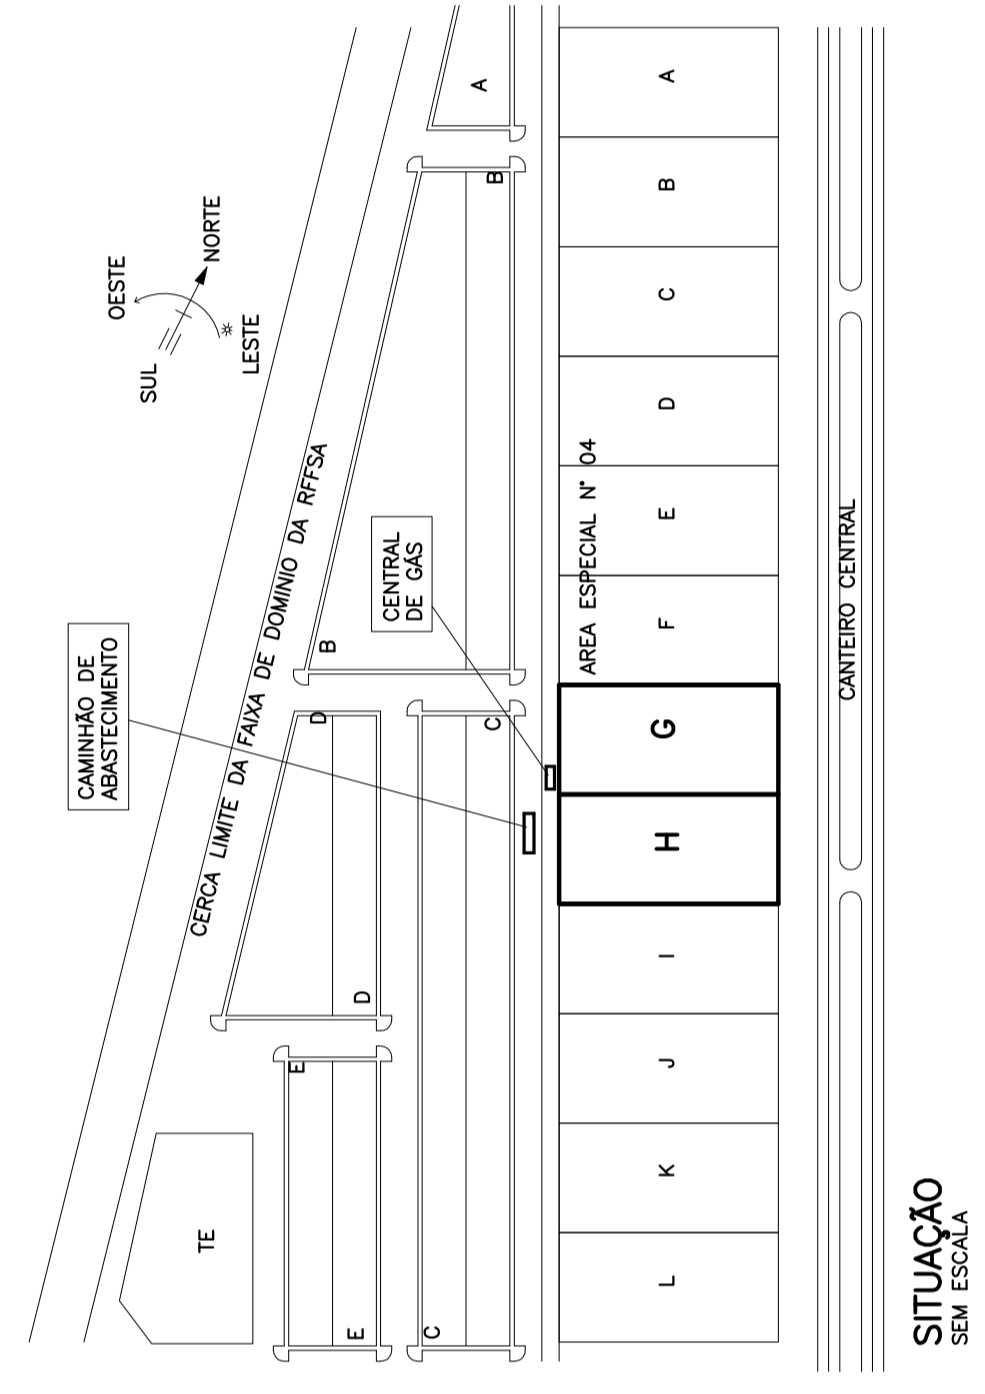 OESTE
NORTE
SUL
LESTE
CAMINHÃO DE
ABASTECIMENTO
CERCA LIMITE DA FAIXA DE DOMINIO DA RFFSA
CENTRAL
DE GÁS
TE
E
E
D
D
B
B
C
C
A
AREA ESPECIAL N° 04
L
K
J
I
H
G
F
E
D
C
B
A
CANTEIRO CENTRAL
SITUAÇÃO
SEM ESCALA